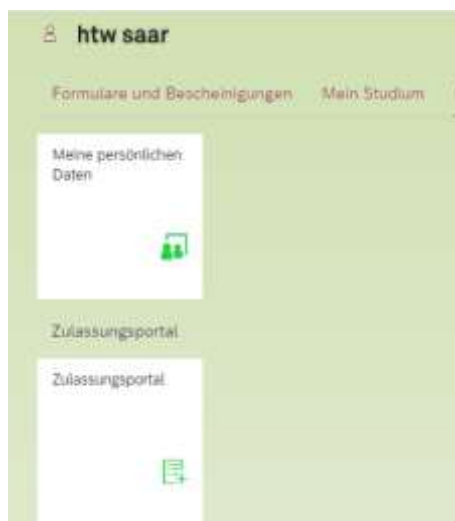 htw saar
Formulare und Bescheinigungen Mein Studium
Meine persönlichen
Daten
Zulassungsportal
Zulassungsportal